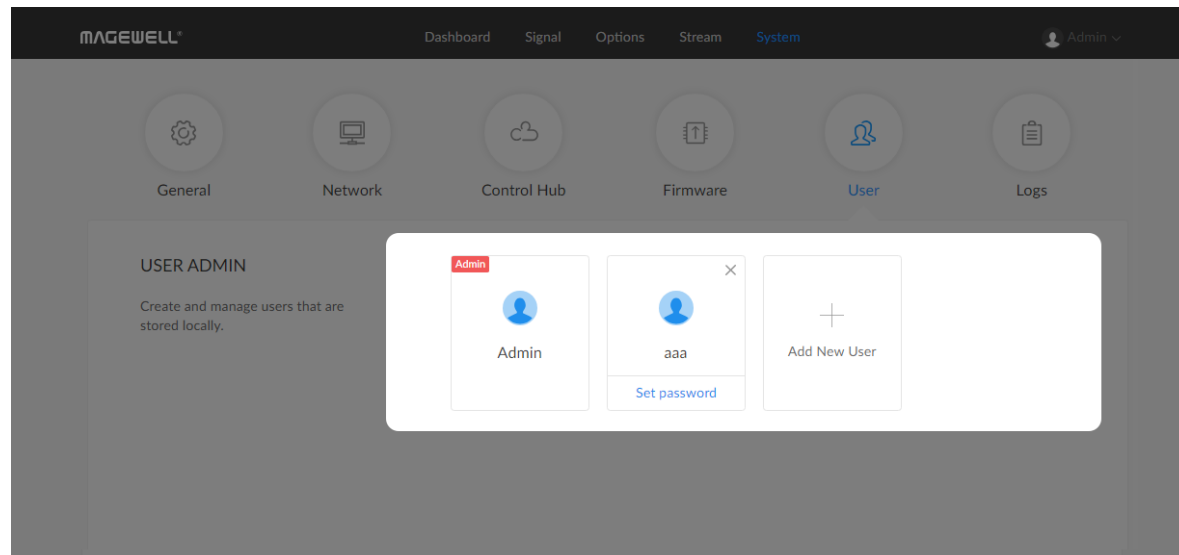 MAGEWELL®
Dashboard Signal Options Stream System Admin
General Network Control Hub Firmware User Logs
USER ADMIN
Create and manage users that are
stored locally.
Admin
Admin
aaa
Set password
Add New User